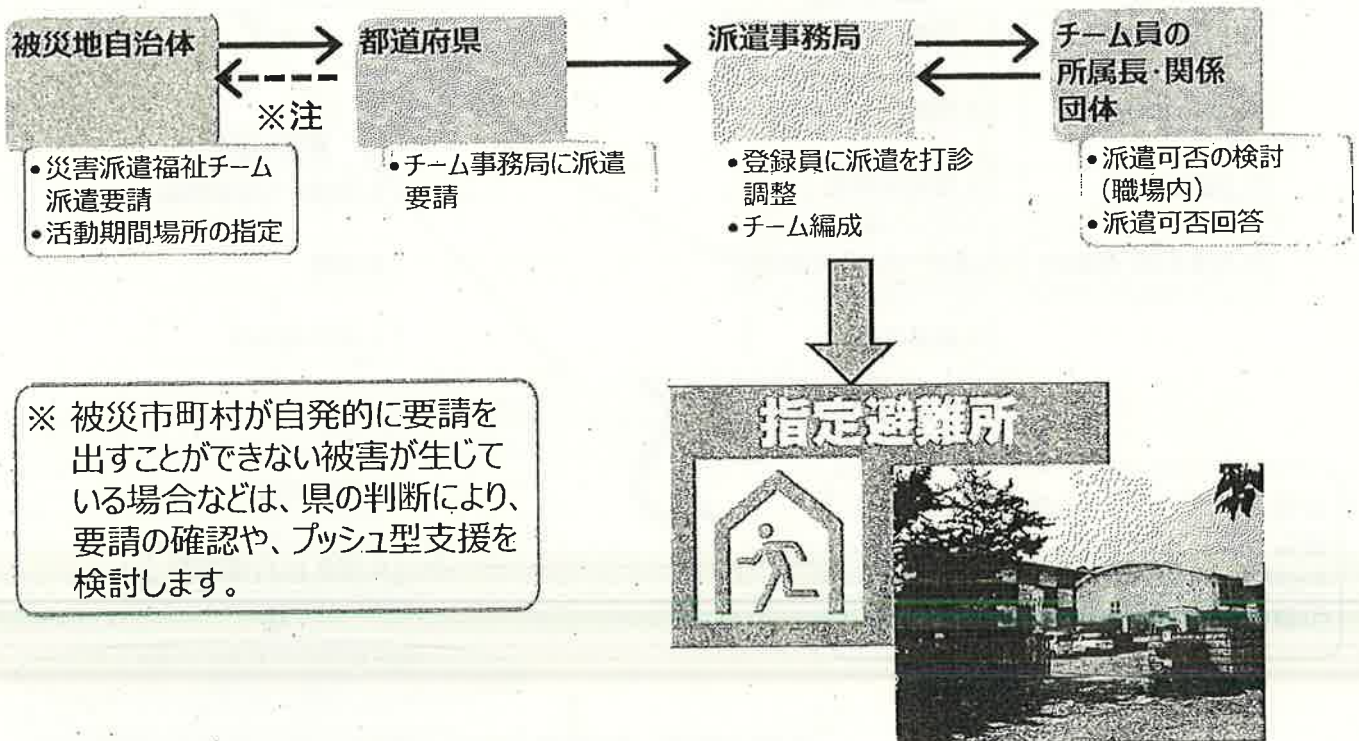 被災地自治体
都道府県
派遣事務局
チーム員の
所属長・関係
団体
※注
•災害派遣福祉チーム
派遣要請
•活動期間場所の指定
•チーム事務局に派遣
要請
•登録員に派遣を打診
調整
•チーム編成
•派遣可否の検討
(職場内)
•派遣可否回答
※ 被災市町村が自発的に要請を
出すことができない被害が生じて
いる場合などは、県の判断により、
要請の確認や、プッシュ型支援を
検討します。
指定避難所